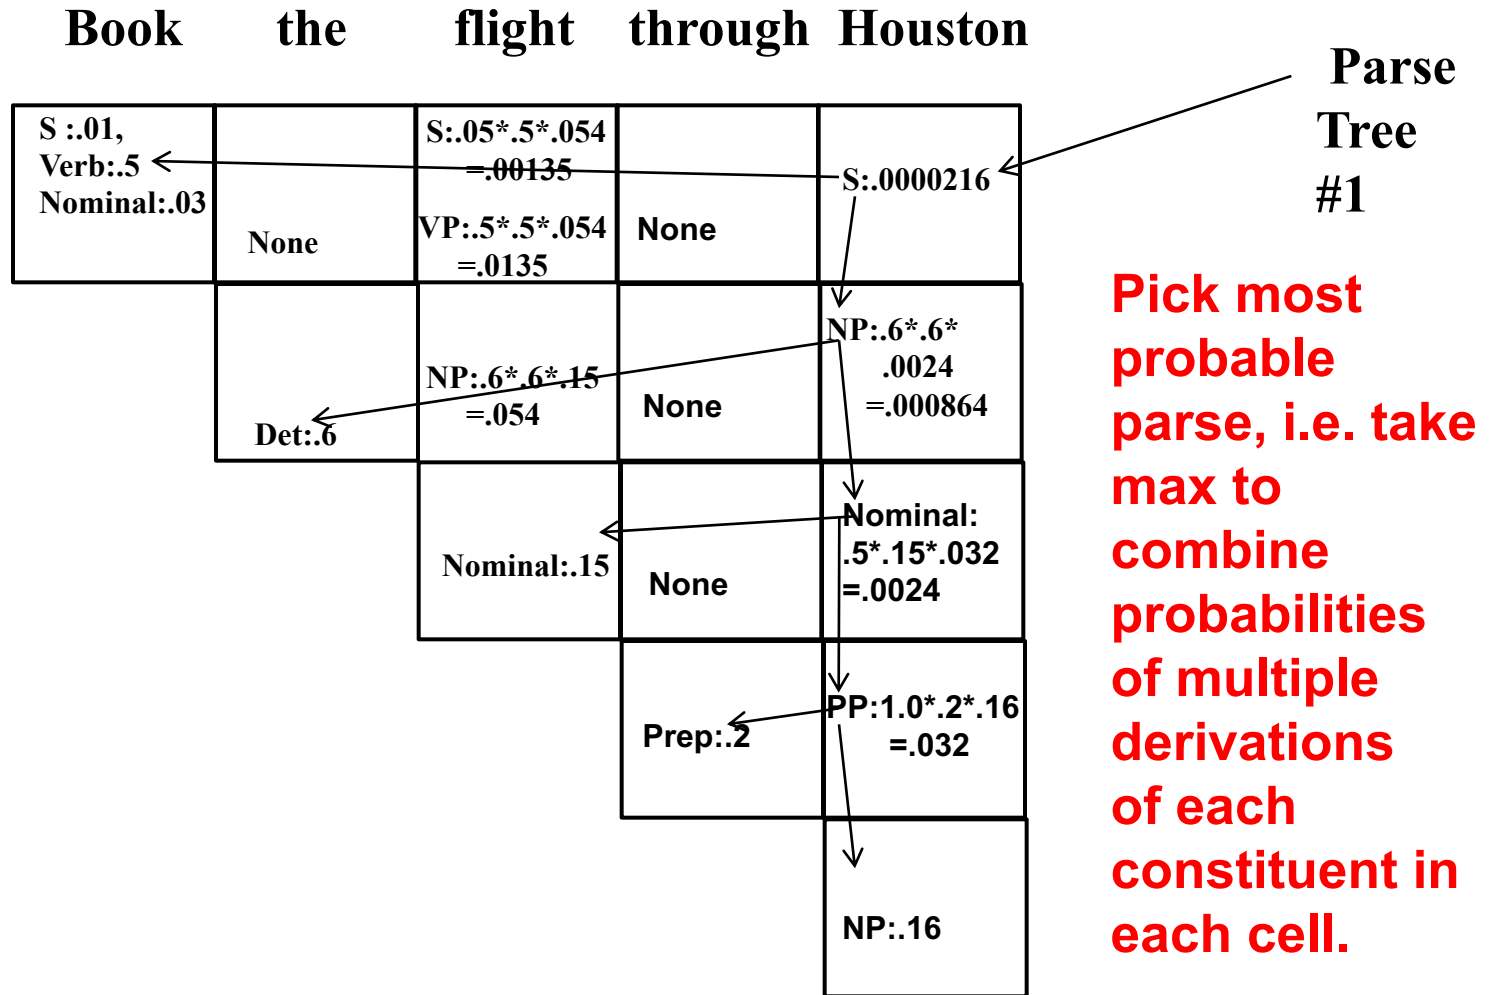 Book the flight through Houston
Parse
Tree
#1
S :.01,
Verb:.5
Nominal:.03
None
S:.05*.5*.054
=.00135
VP:.5*.5*.054
=.0135
None
S:.0000216
Det:.6
NP:.6*.6*.15
=.054
None
NP:.6*.6*
.0024
=.000864
Nominal:.15
None
Nominal:
.5*.15*.032
=.0024
Prep:.2
PP:1.0*.2*.16
=.032
NP:.16
Pick most
probable
parse, i.e. take
max to
combine
probabilities
of multiple
derivations
of each
constituent in
each cell.